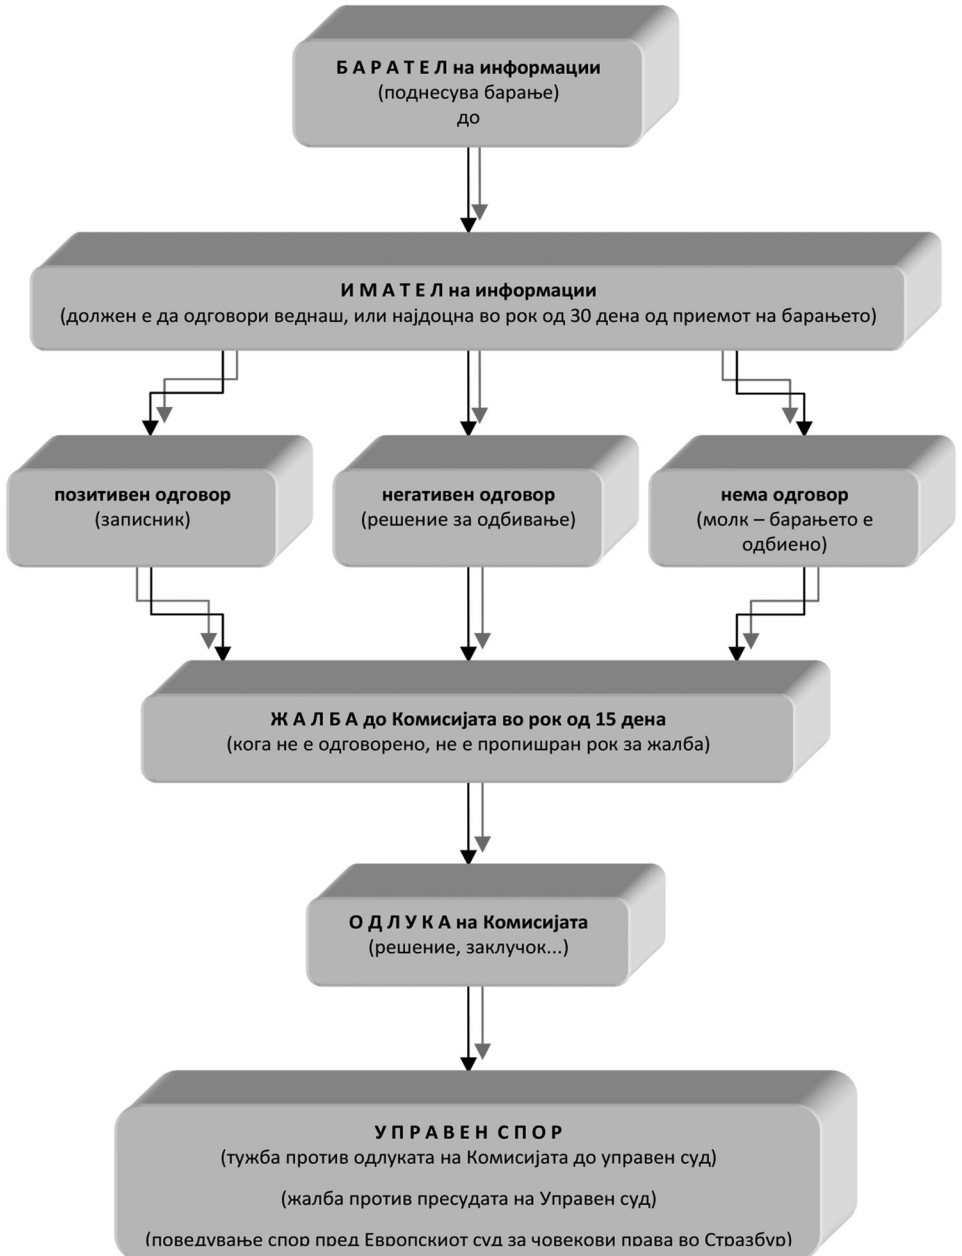 Б А Р А Т Е Л на информации
(поднесува барање)
до
И М А Т Е Л на информации
(должен е да одговори веднаш, или најдоцна во рок од 30 дена од приемот на барањето)
позитивен одговор
(записник)
негативен одговор
(решение за одбивање)
нема одговор
(молк – барањето е
одбиено)
Ж А Л Б А до Комисијата во рок од 15 дена
(кога не е одговорено, не е пропишран рок за жалба)
О Д Л У К А на Комисијата
(решение, заклучок...)
У П Р А В Е Н С П О Р
(тужба против одлуката на Комисијата до управен суд)
(жалба против пресудата на Управен суд)
(поведување спор пред Европскиот суд за човекови права во Стразбур)